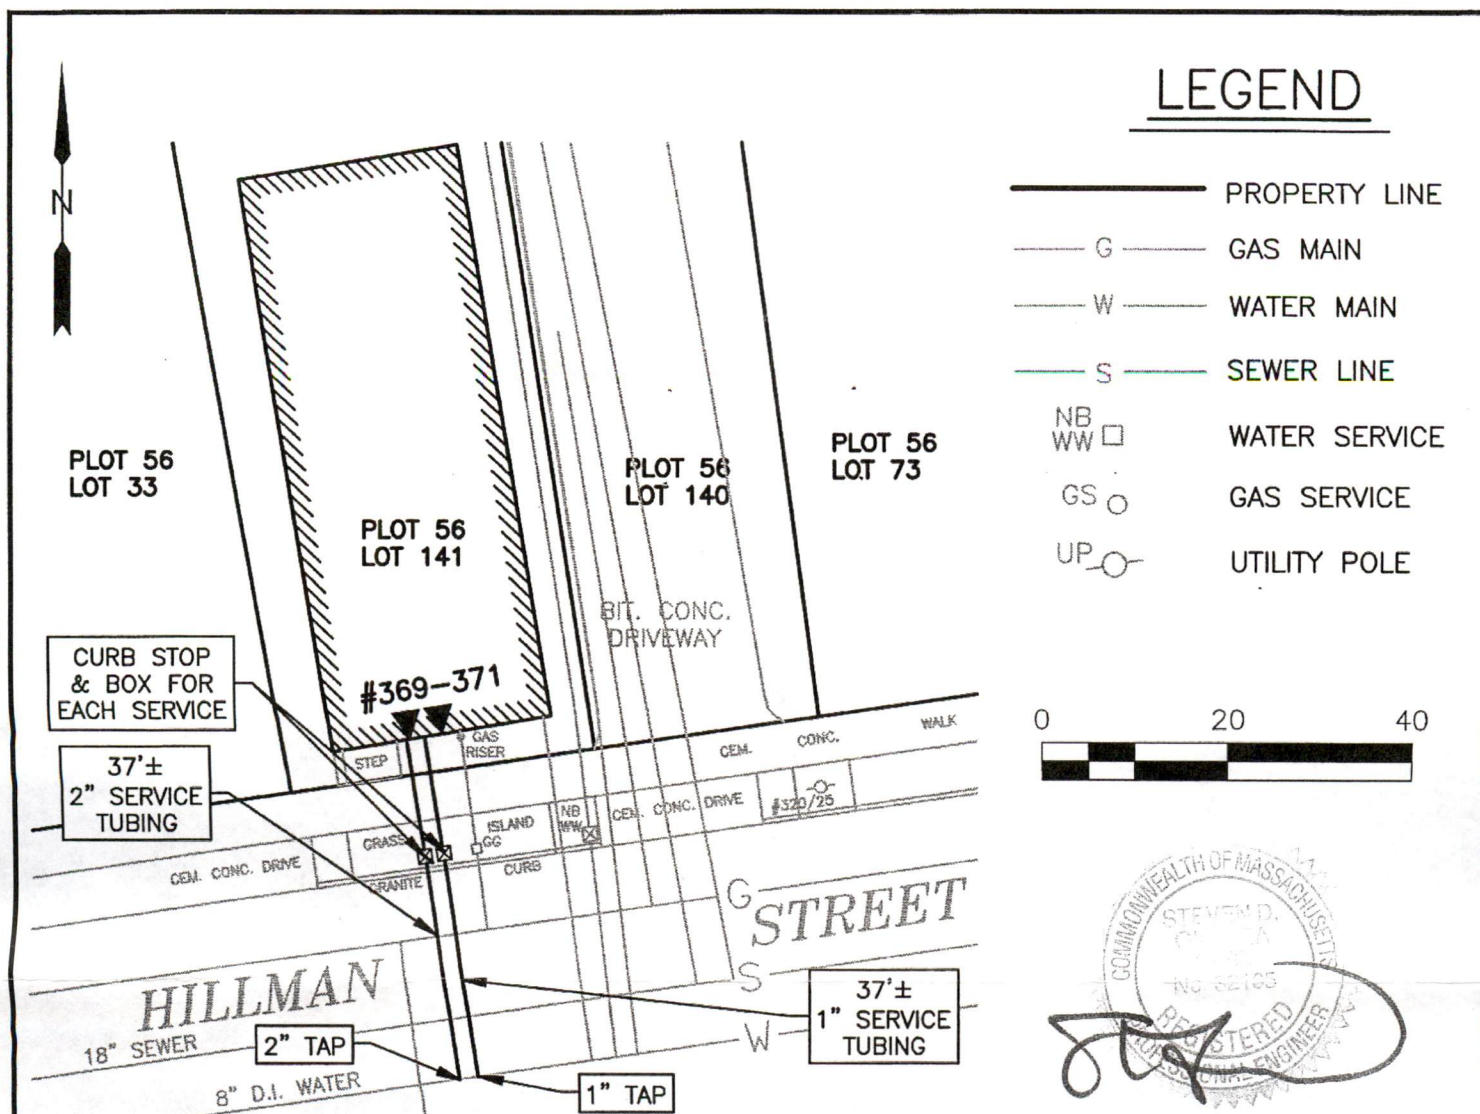 LEGEND
N
PROPERTY LINE
G
GAS MAIN
W
WATER MAIN
S
SEWER LINE
NB
WW
WATER SERVICE
GS
GAS SERVICE
UP
UTILITY POLE
0 20 40
PLOT 56
LOT 33
PLOT 56
LOT 141
PLOT 56
LOT 140
PLOT 56
LOT 73
BIT. CONC.
DRIVEWAY
CURB STOP
& BOX FOR
EACH SERVICE
#369-371
GAS
RISER
STEP
37'±
2" SERVICE
TUBING
CEM. CONC. WALK
CEM. CONC. DRIVE
GRASS
ISLAND
GG
NB
WW
CEM. CONC. DRIVE
#320/25
GRANITE
CURB
HILLMAN
STREET
G
S
W
18" SEWER
8" D.I. WATER
2" TAP
1" TAP
37'±
1" SERVICE
TUBING
COMMONWEALTH OF MASSACHUSETTS
STEVEN D.
REGISTERED
PROFESSIONAL ENGINEER